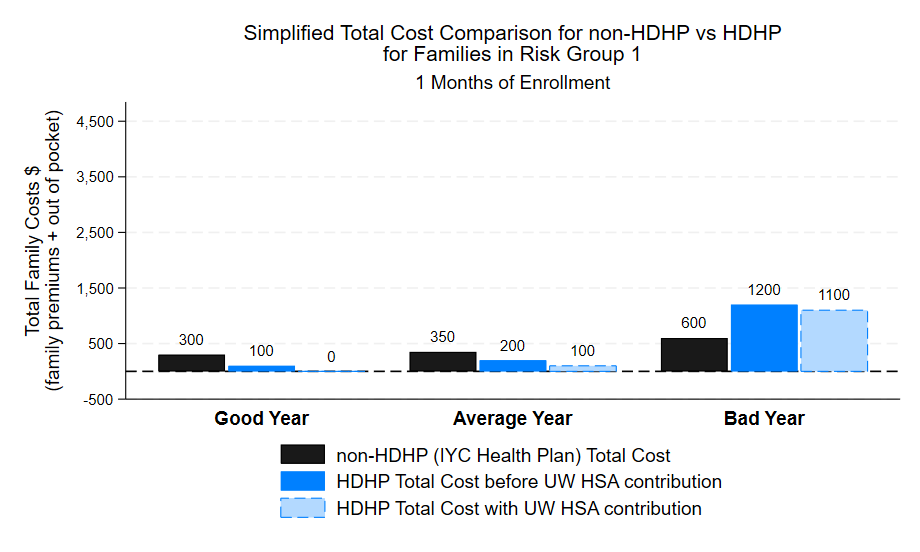 Simplified Total Cost Comparison for non-HDHP vs HDHP
for Families in Risk Group 1
1 Months of Enrollment
Total Family Costs $
(family premiums + out of pocket)
4,500
3,500
2,500
1,500
500
-500
300
100
0
350
200
100
600
1200
1100
Good Year
Average Year
Bad Year
non-HDHP (IYC Health Plan) Total Cost
HDHP Total Cost before UW HSA contribution
HDHP Total Cost with UW HSA contribution